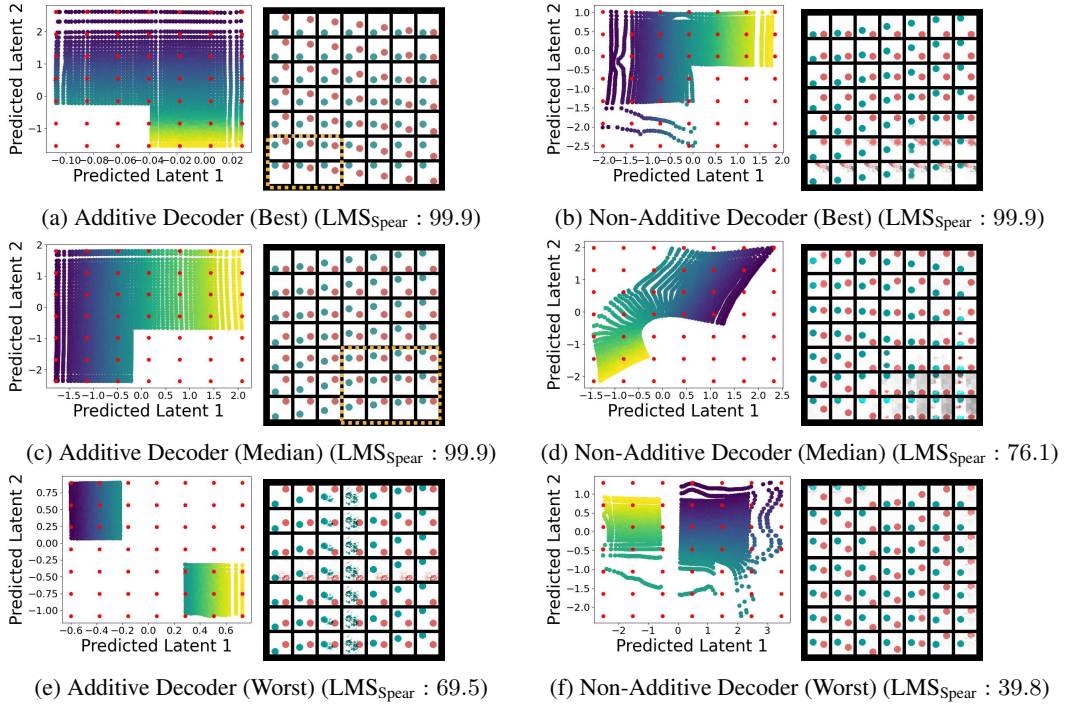 Predicted Latent 2
2
1
0
−1
−0.10 −0.08 −0.06 −0.04 −0.02 0.00 0.02
Predicted Latent 1
(a) Additive Decoder (Best) (LMS_Spear : 99.9)
Predicted Latent 2
1.0
0.5
0.0
−0.5
−1.0
−1.5
−2.0
−2.5
−2.0 −1.5 −1.0 −0.5 0.0 0.5 1.0 1.5 2.0
Predicted Latent 1
(b) Non-Additive Decoder (Best) (LMS_Spear : 99.9)
Predicted Latent 2
2
1
0
−1
−2
−1.5 −1.0 −0.5 0.0 0.5 1.0 1.5 2.0
Predicted Latent 1
(c) Additive Decoder (Median) (LMS_Spear : 99.9)
Predicted Latent 2
2
1
0
−1
−2
−1.5 −1.0 −0.5 0.0 0.5 1.0 1.5 2.0 2.5
Predicted Latent 1
(d) Non-Additive Decoder (Median) (LMS_Spear : 76.1)
Predicted Latent 2
0.75
0.50
0.25
0.00
−0.25
−0.50
−0.75
−1.00
−0.6 −0.4 −0.2 0.0 0.2 0.4 0.6
Predicted Latent 1
(e) Additive Decoder (Worst) (LMS_Spear : 69.5)
Predicted Latent 2
1.0
0.5
0.0
−0.5
−1.0
−1.5
−2.0
−2 −1 0 1 2 3
Predicted Latent 1
(f) Non-Additive Decoder (Worst) (LMS_Spear : 39.8)